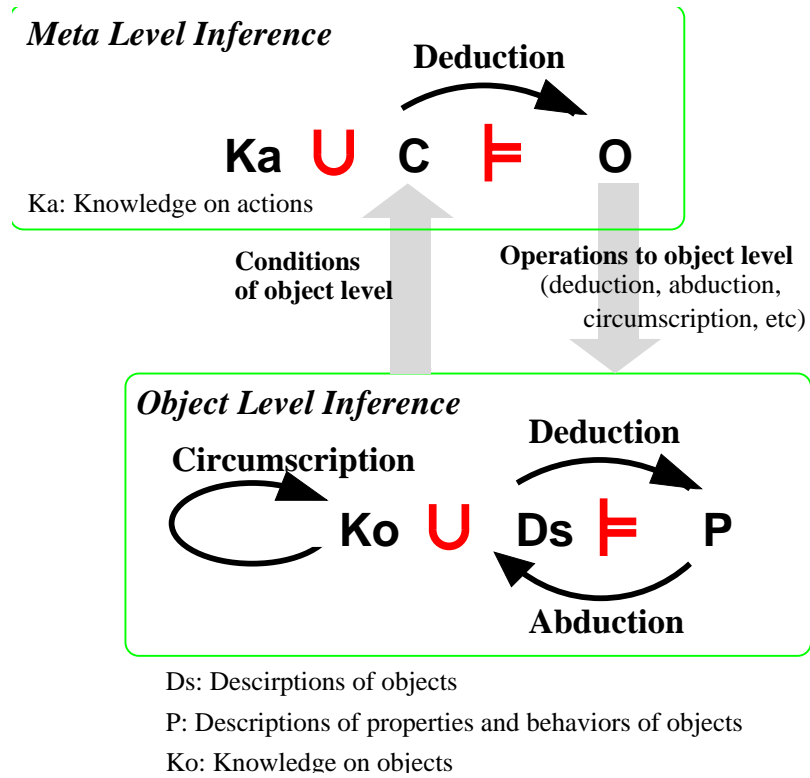 Meta Level Inference
Deduction
Ka ∪ C ⊨ O
Ka: Knowledge on actions
Conditions
of object level
Operations to object level
(deduction, abduction,
circumscription, etc)
Object Level Inference
Deduction
Circumscription
Ko ∪ Ds ⊨ P
Abduction
Ds: Descirptions of objects
P: Descriptions of properties and behaviors of objects
Ko: Knowledge on objects